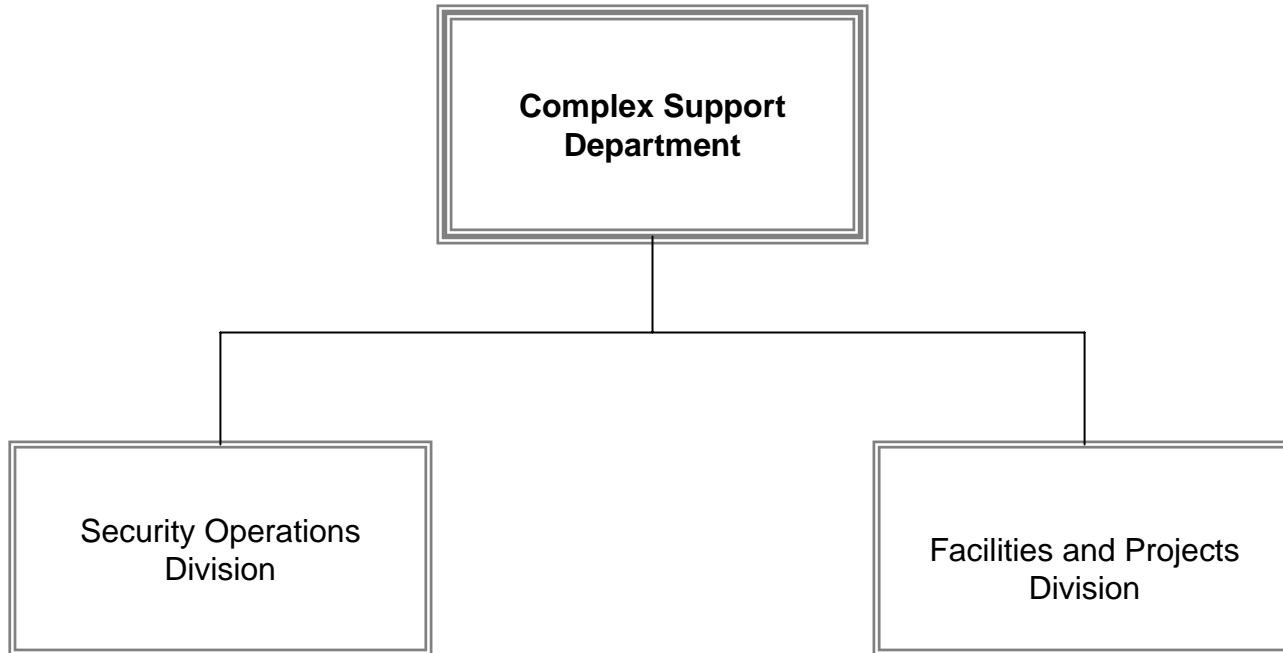 Complex Support
Department
Security Operations
Division
Facilities and Projects
Division